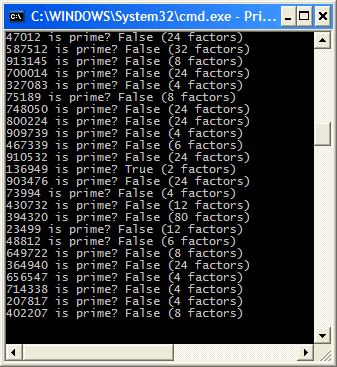 C:\WINDOWS\System32\cmd.exe - Pri...
47012 is prime? False (24 factors)
587512 is prime? False (32 factors)
913145 is prime? False (8 factors)
700014 is prime? False (24 factors)
327083 is prime? False (4 factors)
75189 is prime? False (8 factors)
748050 is prime? False (24 factors)
800224 is prime? False (24 factors)
909739 is prime? False (4 factors)
467339 is prime? False (6 factors)
910532 is prime? False (24 factors)
136949 is prime? True (2 factors)
903476 is prime? False (24 factors)
73994 is prime? False (4 factors)
430732 is prime? False (12 factors)
394320 is prime? False (80 factors)
23499 is prime? False (12 factors)
48812 is prime? False (6 factors)
649722 is prime? False (8 factors)
364940 is prime? False (24 factors)
656547 is prime? False (4 factors)
714338 is prime? False (4 factors)
207817 is prime? False (4 factors)
402207 is prime? False (8 factors)